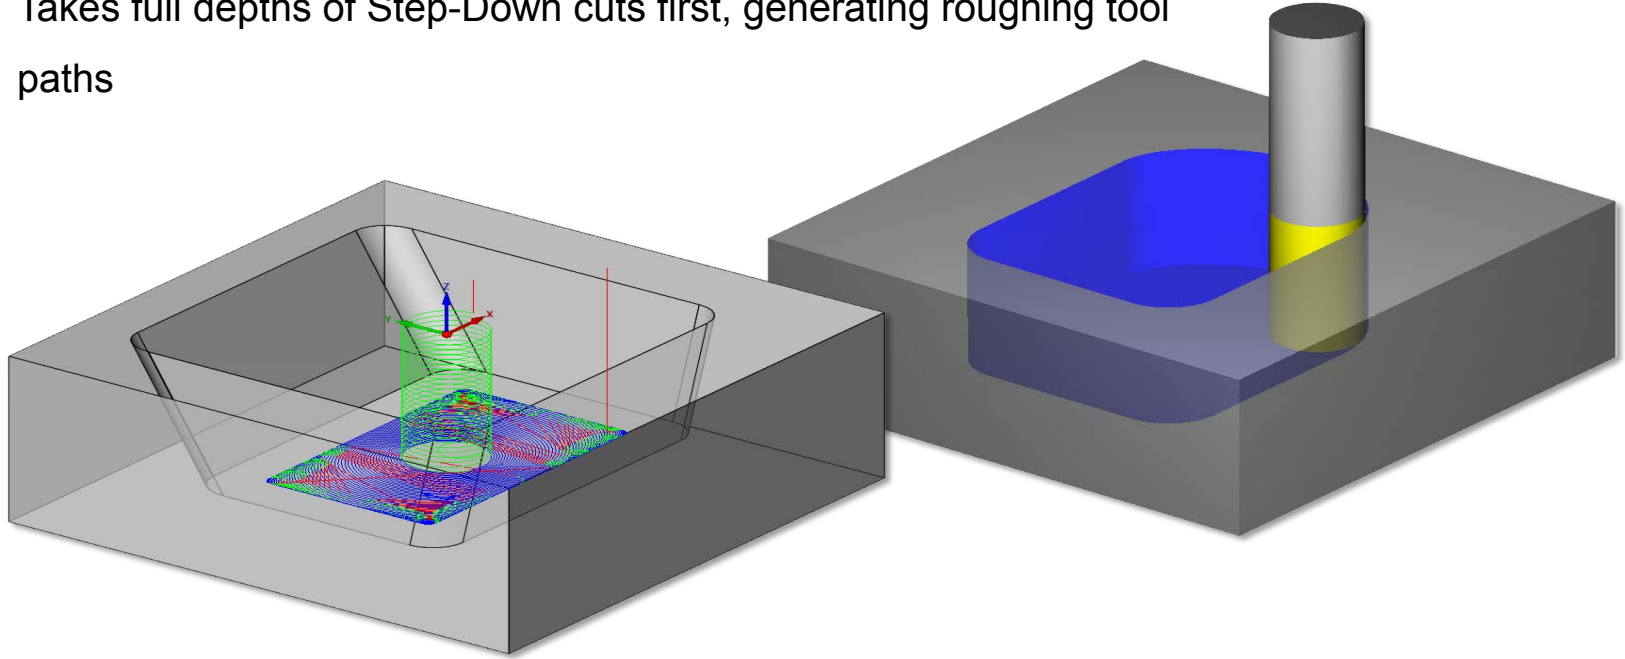 Takes full depths of Step-Down cuts first, generating roughing tool
paths
Z
Y
X